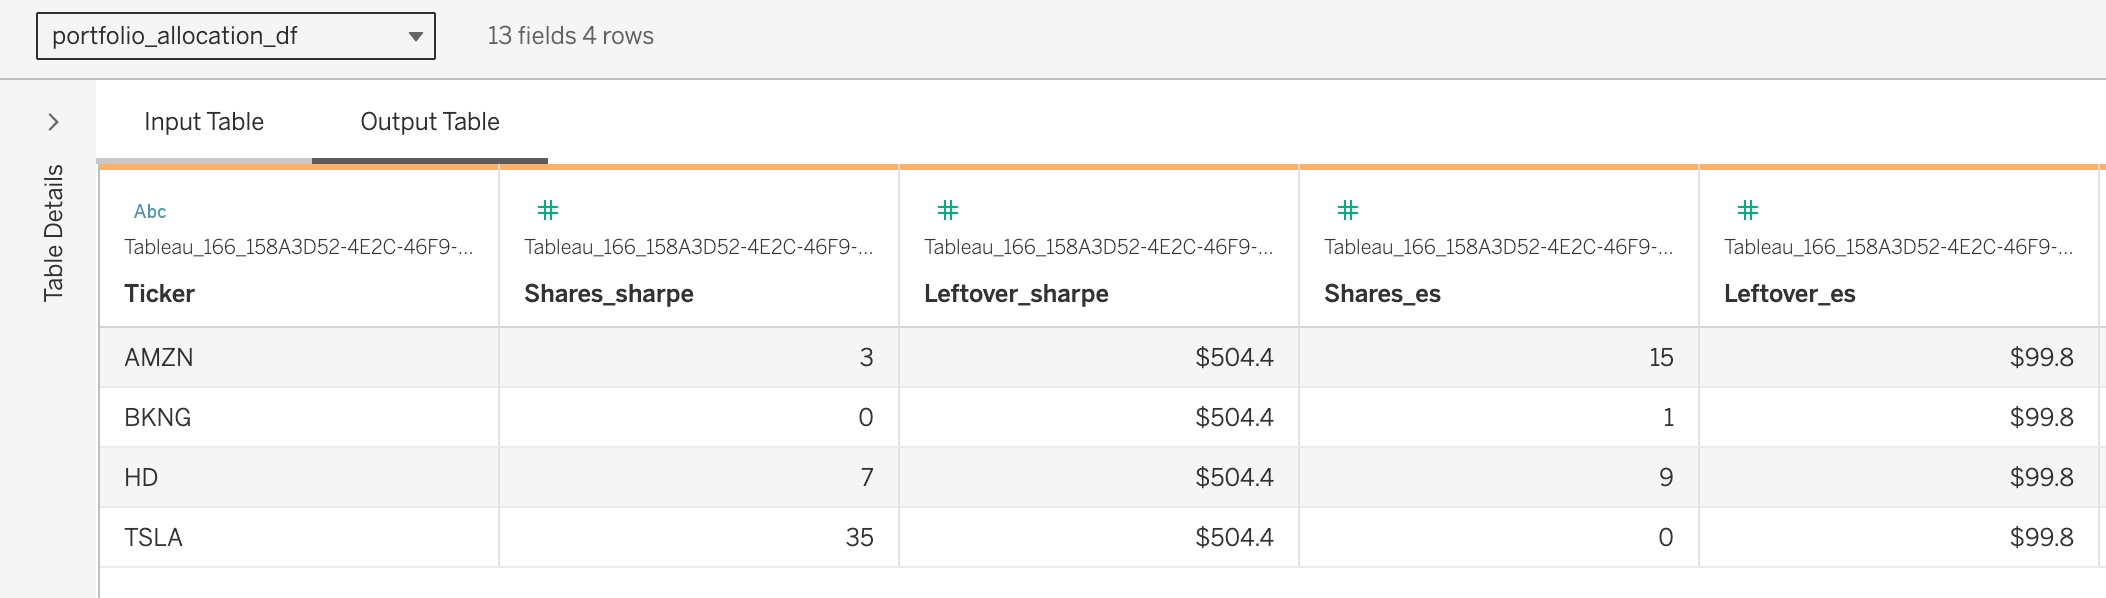 portfolio_allocation_df 13 fields 4 rows
Table Details
Input Table Output Table
Abc
Tableau_166_158A3D52-4E2C-46F9-... Tableau_166_158A3D52-4E2C-46F9-... Tableau_166_158A3D52-4E2C-46F9-... Tableau_166_158A3D52-4E2C-46F9-... Tableau_166_158A3D52-4E2C-46F9-...
Ticker Shares_sharpe Leftover_sharpe Shares_es Leftover_es
AMZN 3 $504.4 15 $99.8
BKNG 0 $504.4 1 $99.8
HD 7 $504.4 9 $99.8
TSLA 35 $504.4 0 $99.8